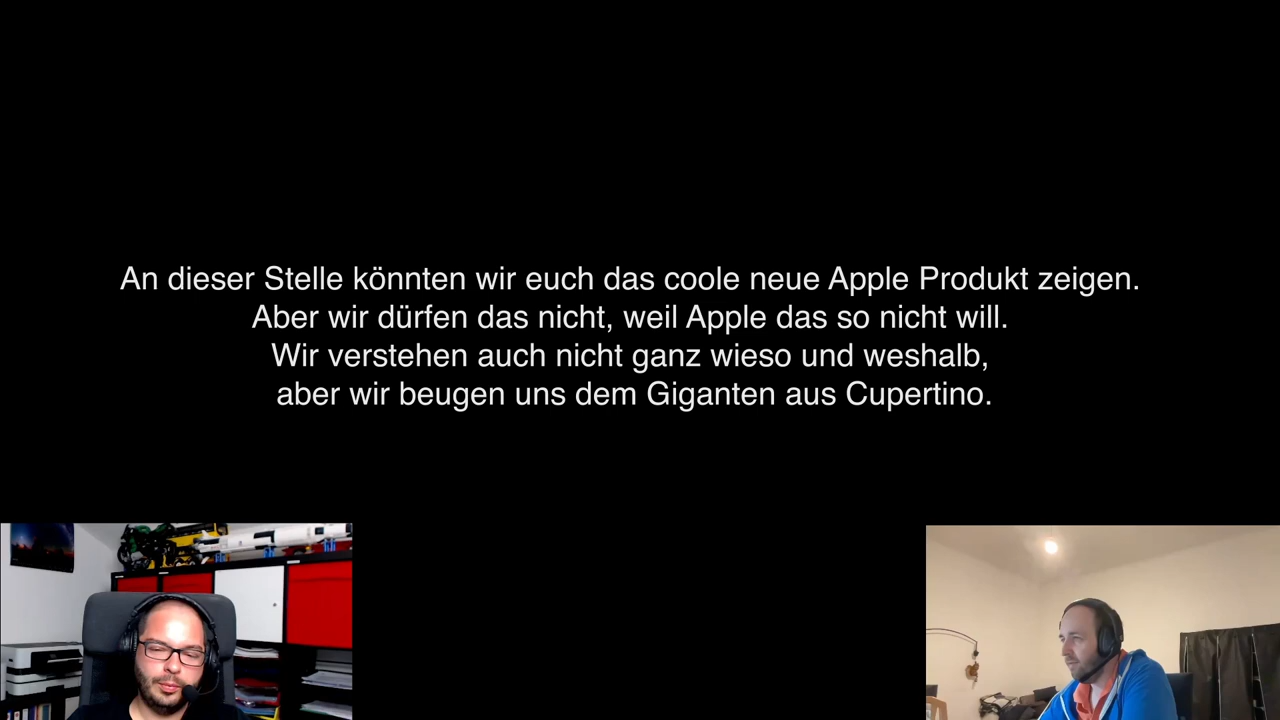 An dieser Stelle könnten wir euch das coole neue Apple Produkt zeigen.
Aber wir dürfen das nicht, weil Apple das so nicht will.
Wir verstehen auch nicht ganz wieso und weshalb,
aber wir beugen uns dem Giganten aus Cupertino.